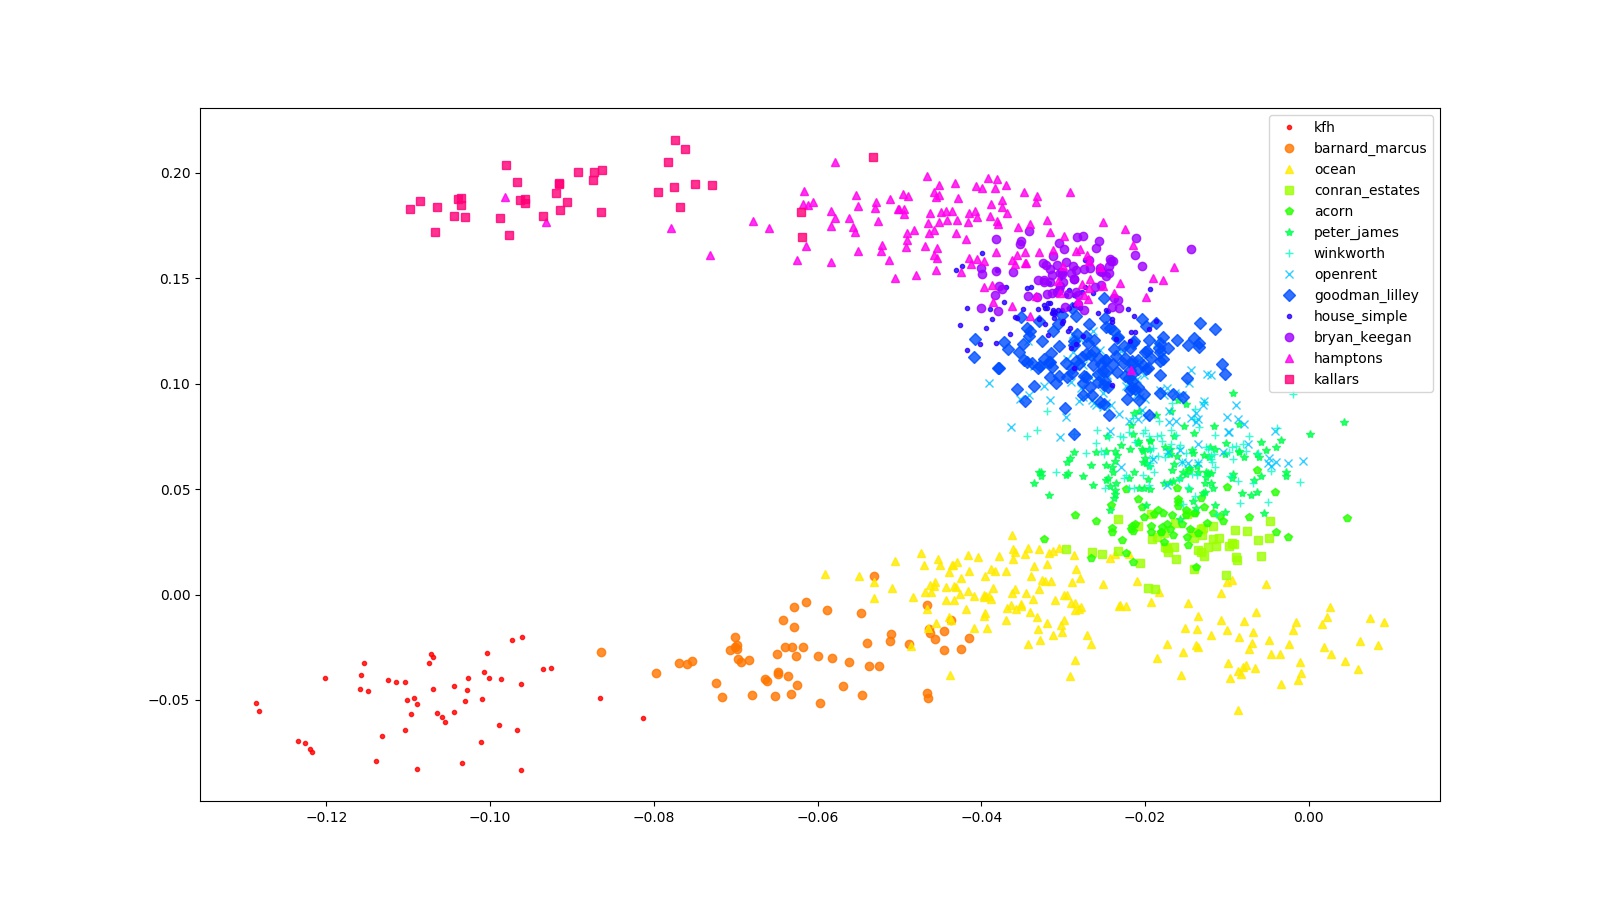 kfh
barnard_marcus
ocean
conran_estates
acorn
peter_james
winkworth
openrent
goodman_lilley
house_simple
bryan_keegan
hamptons
kallars
0.20
0.15
0.10
0.05
0.00
−0.05
−0.12 −0.10 −0.08 −0.06 −0.04 −0.02 0.00